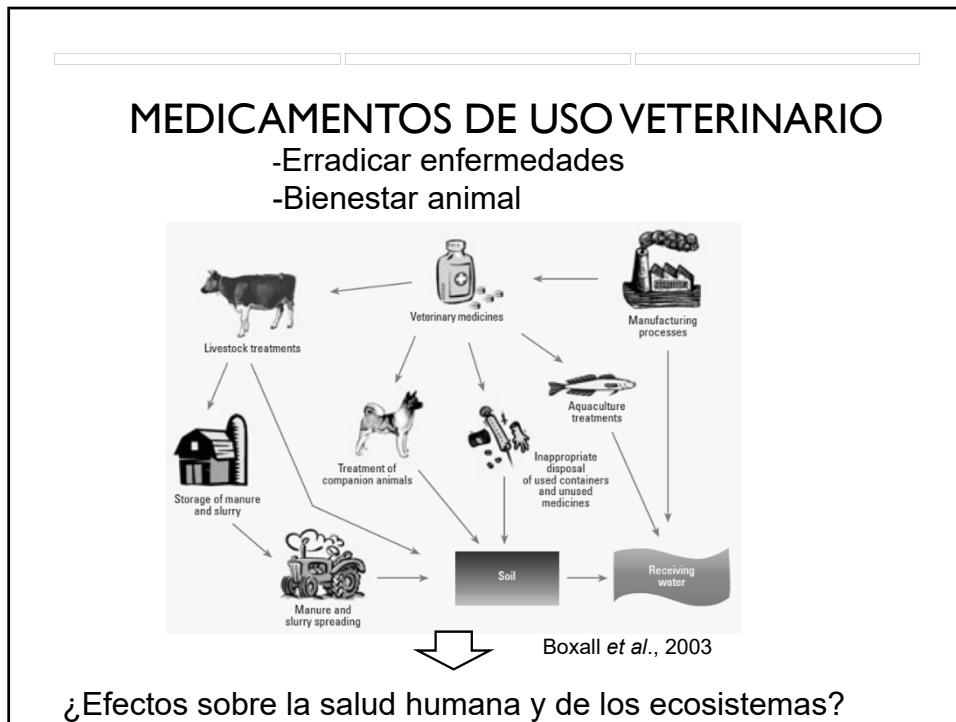 MEDICAMENTOS DE USO VETERINARIO
-Erradicar enfermedades
-Bienestar animal
Veterinary medicines
Manufacturing
processes
Livestock treatments
Aquaculture
treatments
Treatment of
companion animals
Inappropriate
disposal
of used containers
and unused
medicines
Storage of manure
and slurry
Manure and
slurry spreading
Soil
Receiving
water
Boxall et al., 2003
¿Efectos sobre la salud humana y de los ecosistemas?